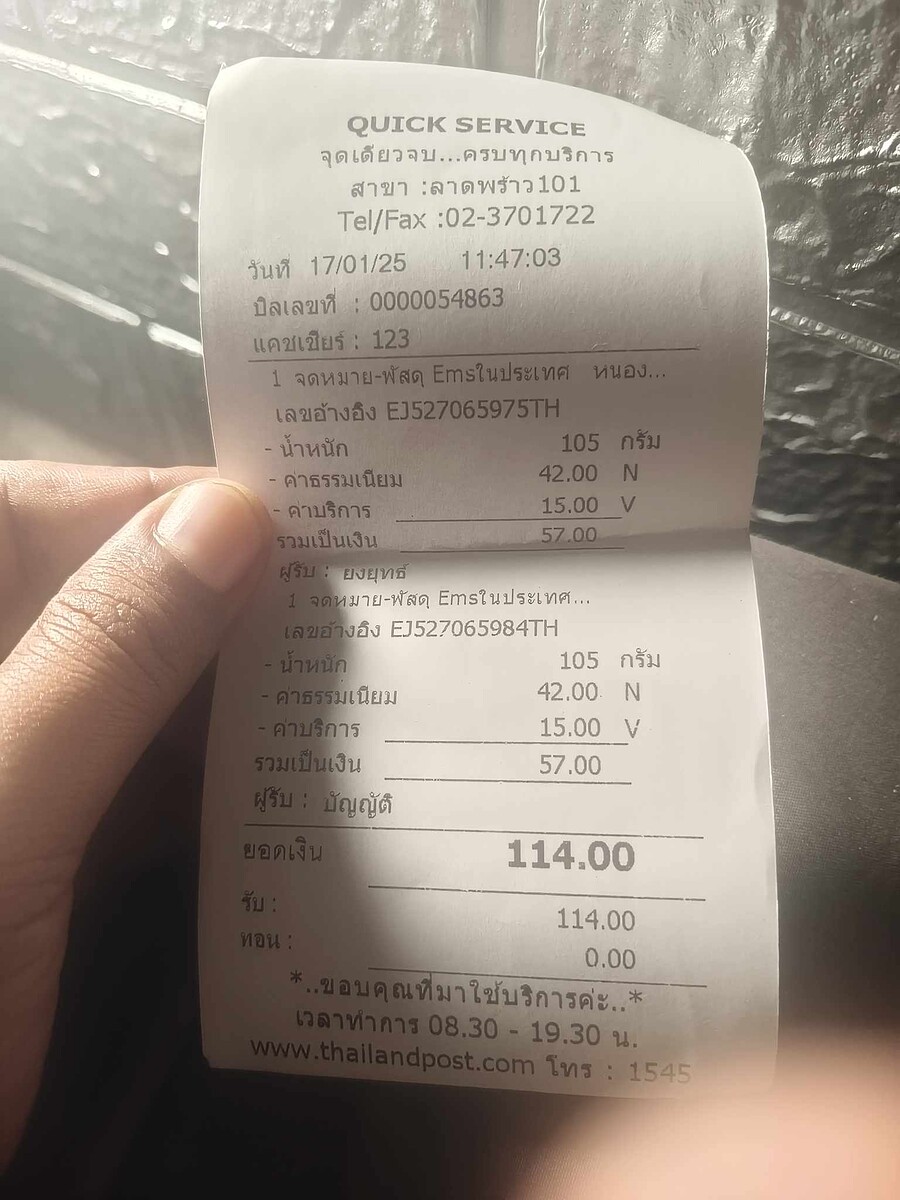 QUICK SERVICE
จุดเดียวจบ...ครบทุกบริการ
สาขา :ลาดพร้าว101
Tel/Fax :02-3701722
วันที่ 17/01/25 11:47:03
บิลเลขที่ : 0000054863
แคชเชียร์ : 123
1 จดหมาย-พัสดุ Emsในประเทศ หนอง...
เลขอ้างอิง EJ527065975TH
- น้ำหนัก 105 กรัม
- ค่าธรรมเนียม 42.00 N
- ค่าบริการ 15.00 V
รวมเป็นเงิน 57.00
ผู้รับ : ยงยุทธ์
1 จดหมาย-พัสดุ Emsในประเทศ...
เลขอ้างอิง EJ527065984TH
- น้ำหนัก 105 กรัม
- ค่าธรรมเนียม 42.00 N
- ค่าบริการ 15.00 V
รวมเป็นเงิน 57.00
ผู้รับ : บัญญัติ
ยอดเงิน 114.00
รับ : 114.00
ทอน : 0.00
*..ขอบคุณที่มาใช้บริการค่ะ..*
เวลาทำการ 08.30 - 19.30 น.
www.thailandpost.com โทร : 1545